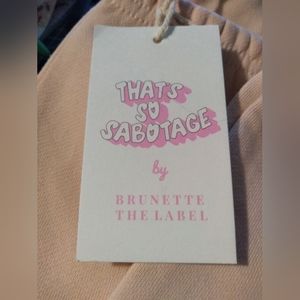 THAT'S
SO
SABOTAGE
by
BRUNETTE
THE LABEL